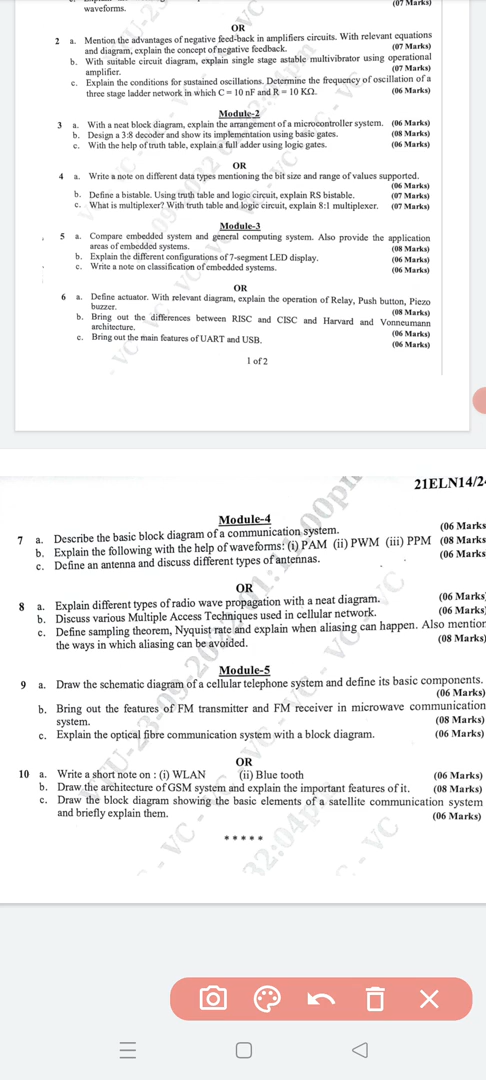 waveforms.
(07 Marks)
OR
2 a. Mention the advantages of negative feed-back in amplifiers circuits. With relevant equations
and diagram, explain the concept of negative feedback. (07 Marks)
b. With suitable circuit diagram, explain single stage astable multivibrator using operational
amplifier. (07 Marks)
c. Explain the conditions for sustained oscillations. Determine the frequency of oscillation of a
three stage ladder network in which C = 10 nF and R = 10 KΩ. (06 Marks)
Module-2
3 a. With a neat block diagram, explain the arrangement of a microcontroller system. (06 Marks)
b. Design a 3:8 decoder and show its implementation using basic gates. (08 Marks)
c. With the help of truth table, explain a full adder using logic gates. (06 Marks)
OR
4 a. Write a note on different data types mentioning the bit size and range of values supported.
(06 Marks)
b. Define a bistable. Using truth table and logic circuit, explain RS bistable. (07 Marks)
c. What is multiplexer? With truth table and logic circuit, explain 8:1 multiplexer. (07 Marks)
Module-3
5 a. Compare embedded system and general computing system. Also provide the application
areas of embedded systems. (08 Marks)
b. Explain the different configurations of 7-segment LED display. (06 Marks)
c. Write a note on classification of embedded systems. (06 Marks)
OR
6 a. Define actuator. With relevant diagram, explain the operation of Relay, Push button, Piezo
buzzer. (08 Marks)
b. Bring out the differences between RISC and CISC and Harvard and Vonneumann
architecture. (06 Marks)
c. Bring out the main features of UART and USB. (06 Marks)
1 of 2
21ELN14/2
Module-4
7 a. Describe the basic block diagram of a communication system. (06 Marks
b. Explain the following with the help of waveforms: (i) PAM (ii) PWM (iii) PPM (08 Marks
c. Define an antenna and discuss different types of antennas. (06 Marks
OR
8 a. Explain different types of radio wave propagation with a neat diagram. (06 Marks)
b. Discuss various Multiple Access Techniques used in cellular network. (06 Marks)
c. Define sampling theorem, Nyquist rate and explain when aliasing can happen. Also mention
the ways in which aliasing can be avoided. (08 Marks)
Module-5
9 a. Draw the schematic diagram of a cellular telephone system and define its basic components.
(06 Marks)
b. Bring out the features of FM transmitter and FM receiver in microwave communication
system. (08 Marks)
c. Explain the optical fibre communication system with a block diagram. (06 Marks)
OR
10 a. Write a short note on : (i) WLAN (ii) Blue tooth (06 Marks)
b. Draw the architecture of GSM system and explain the important features of it. (08 Marks)
c. Draw the block diagram showing the basic elements of a satellite communication system
and briefly explain them. (06 Marks)
* * * * *